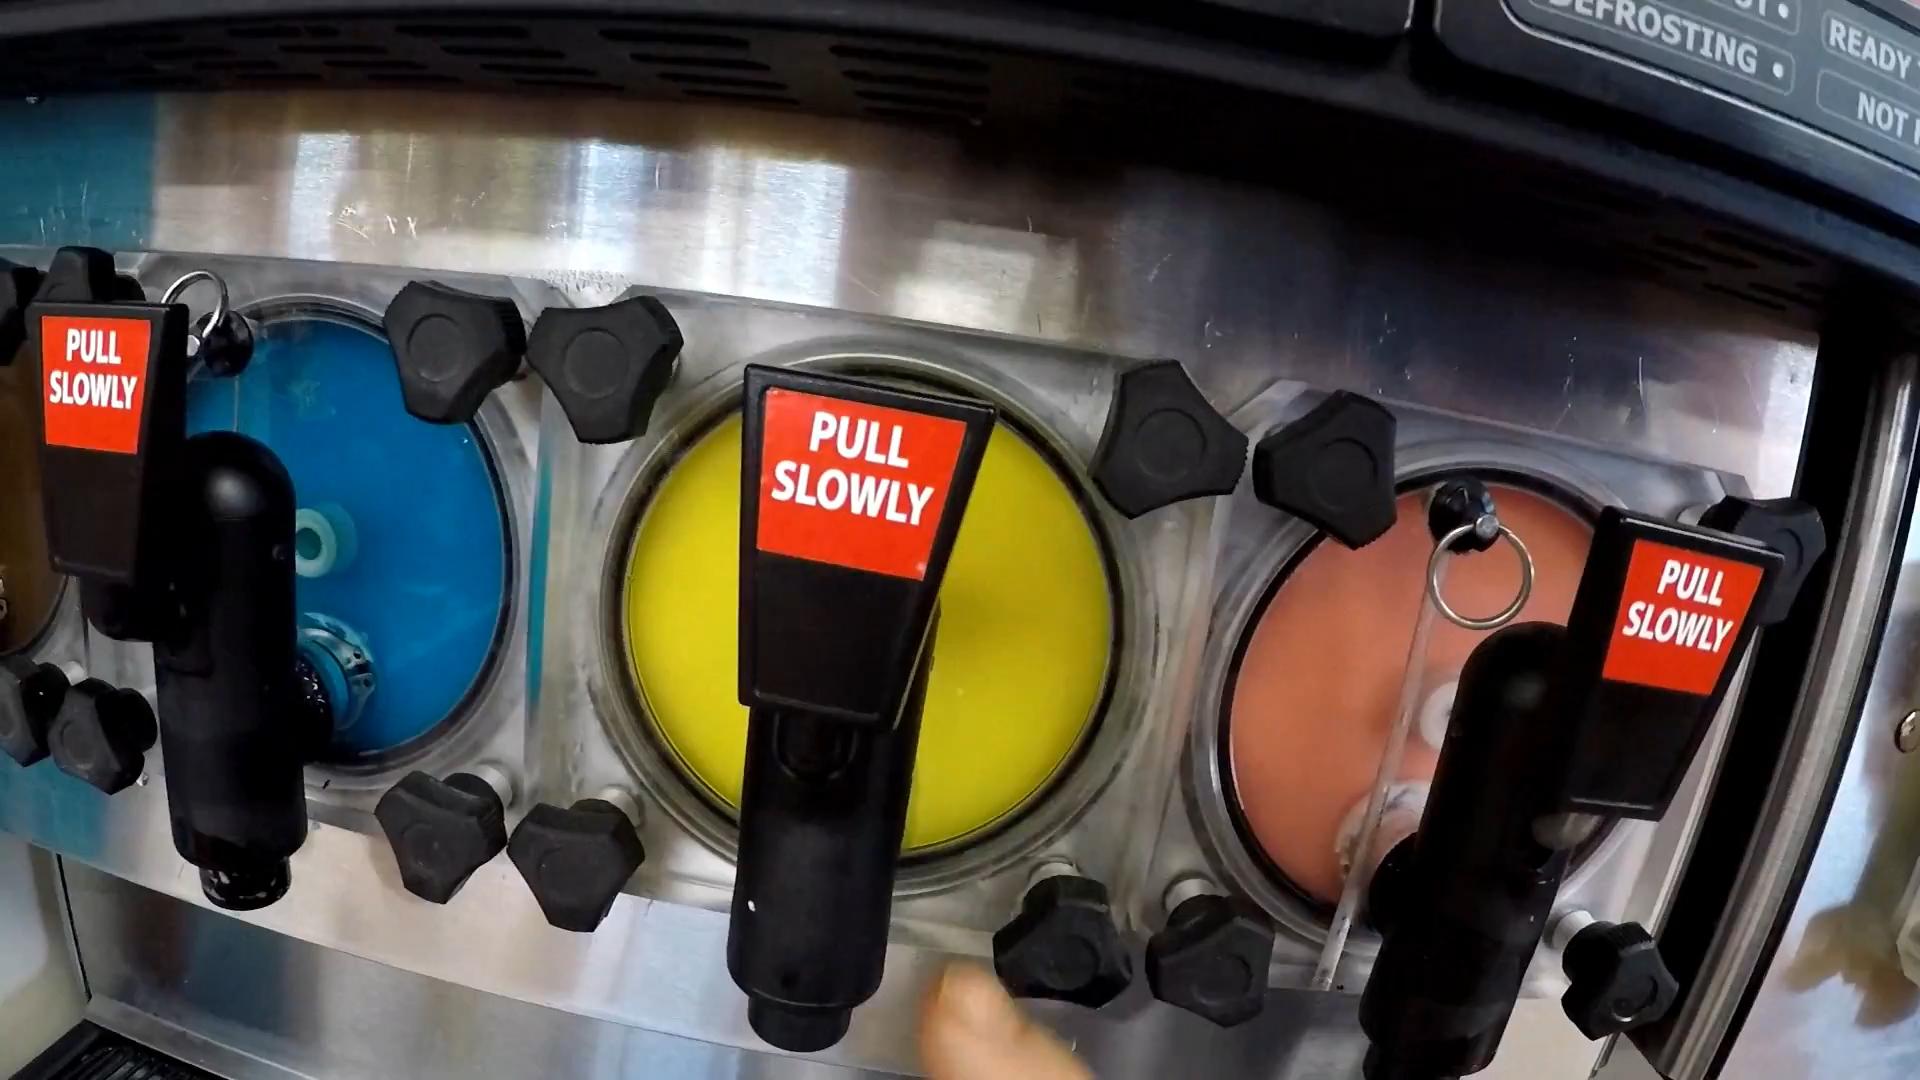 DEFROSTING
READY
NOT
PULL
SLOWLY
PULL
SLOWLY
PULL
SLOWLY